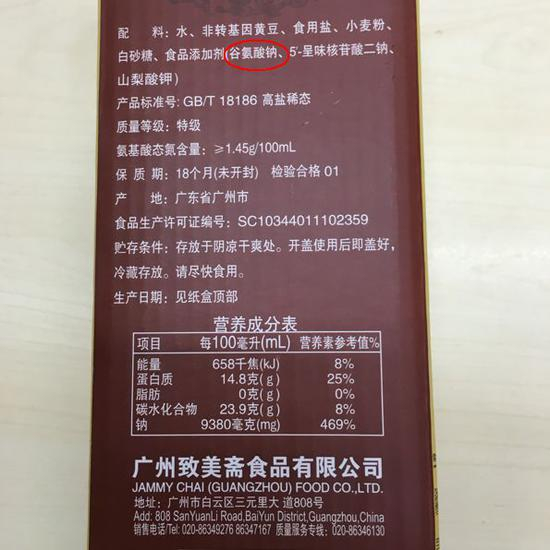 配　　料: 水、非转基因黄豆、食用盐、小麦粉、
白砂糖、食品添加剂(谷氨酸钠、5′-呈味核苷酸二钠、
山梨酸钾)
产品标准号: GB/T 18186 高盐稀态
质量等级: 特级
氨基酸态氮含量: ≥1.45g/100mL
保 质 期: 18个月(未开封)　检验合格 01
产　　地: 广东省广州市
食品生产许可证编号: SC10344011102359
贮存条件: 存放于阴凉干爽处。开盖使用后即盖好,
冷藏存放。请尽快食用。
生产日期: 见纸盒顶部
营养成分表
项目 每100毫升(mL) 营养素参考值%
能量 658千焦(kJ) 8%
蛋白质 14.8克(g) 25%
脂肪 0克(g) 0%
碳水化合物 23.9克(g) 8%
钠 9380毫克(mg) 469%
广州致美斋食品有限公司
JAMMY CHAI (GUANGZHOU) FOOD CO.,LTD.
地址: 广州市白云区三元里大道808号
Add: 808 SanYuanLi Road,BaiYun District,Guangzhou,China
销售电话/Tel: 020-86349276 86347167 质量服务专线: 020-86346130